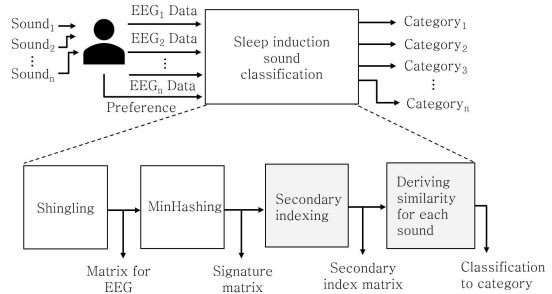 Sound₁
Sound₂
⋮
Soundₙ
EEG₁ Data
EEG₂ Data
⋮
EEGₙ Data
Preference
Sleep induction
sound
classification
Category₁
Category₂
Category₃
⋮
Categoryₙ
Shingling
MinHashing
Secondary
indexing
Deriving
similarity
for each
sound
Matrix for
EEG
Signature
matrix
Secondary
index matrix
Classification
to category